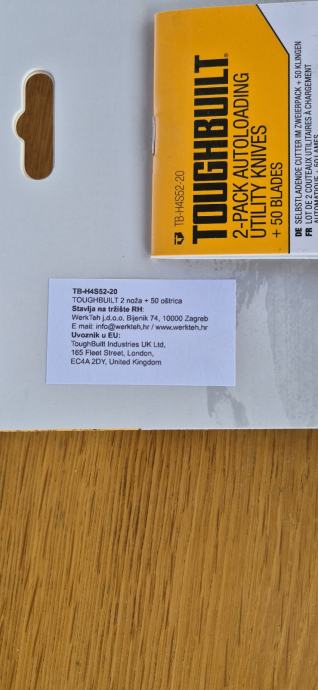 TB-H4S52-20
TOUGHBUILT®
2-PACK AUTOLOADING
UTILITY KNIVES
+ 50 BLADES
DE SELBSTLADENDE CUTTER IM ZWEIERPACK + 50 KLINGEN
FR LOT DE 2 COUTEAUX UTILITAIRES À CHARGEMENT
TB-H4S52-20
TOUGHBUILT 2 noža + 50 oštrica
Stavlja na tržište RH:
WerkTeh j.d.o.o. Bijenik 74, 10000 Zagreb
E mail: info@werkteh,hr / www.werkteh,hr
Uvoznik u EU:
ToughBuilt Industries UK Ltd,
165 Fleet Street, London,
EC4A 2DY, United Kingdom